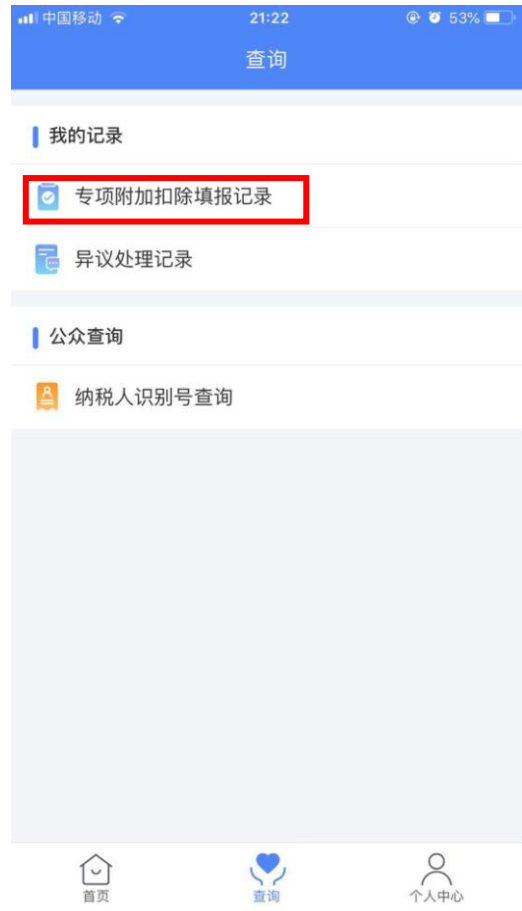 中国移动 21:22 53%
查询
我的记录
专项附加扣除填报记录
异议处理记录
公众查询
纳税人识别号查询
首页 查询 个人中心